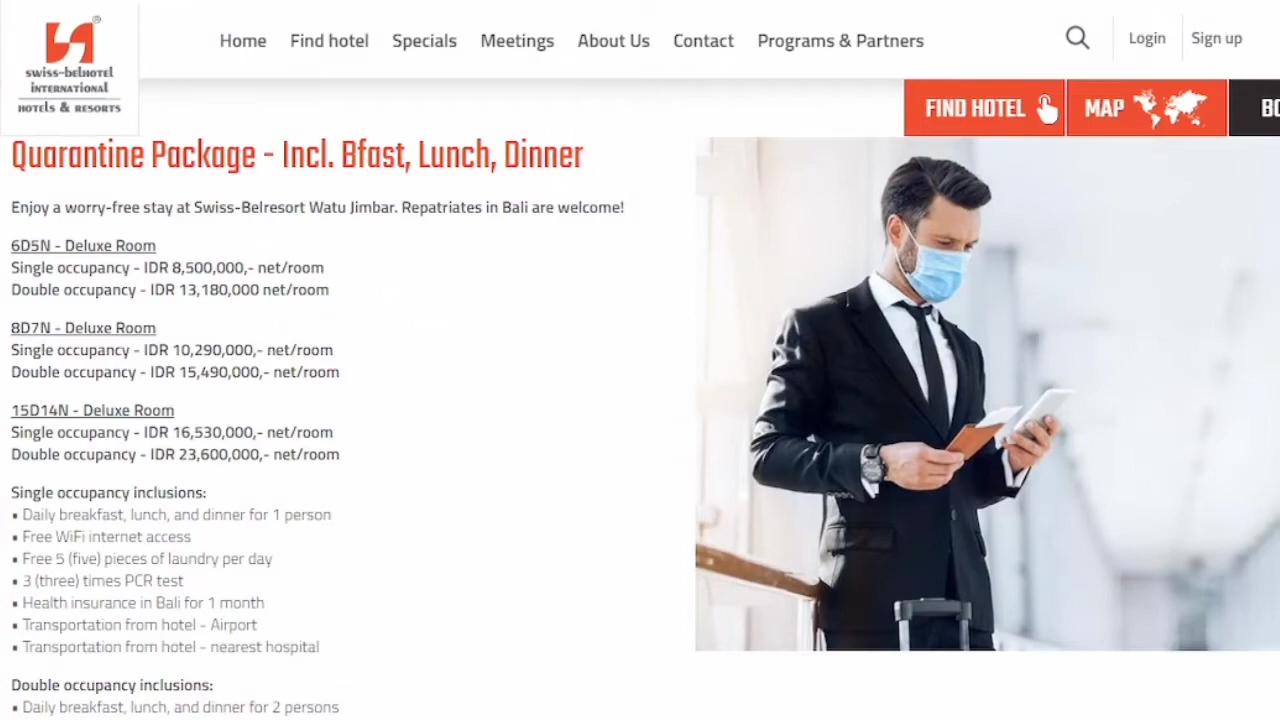 swiss-belhotel
INTERNATIONAL
HOTELS & RESORTS
®
Home Find hotel Specials Meetings About Us Contact Programs & Partners
Login Sign up
FIND HOTEL
MAP
BO
Quarantine Package - Incl. Bfast, Lunch, Dinner
Enjoy a worry-free stay at Swiss-Belresort Watu Jimbar. Repatriates in Bali are welcome!
6D5N - Deluxe Room
Single occupancy - IDR 8,500,000,- net/room
Double occupancy - IDR 13,180,000 net/room
8D7N - Deluxe Room
Single occupancy - IDR 10,290,000,- net/room
Double occupancy - IDR 15,490,000,- net/room
15D14N - Deluxe Room
Single occupancy - IDR 16,530,000,- net/room
Double occupancy - IDR 23,600,000,- net/room
Single occupancy inclusions:
▪ Daily breakfast, lunch, and dinner for 1 person
▪ Free WiFi internet access
▪ Free 5 (five) pieces of laundry per day
▪ 3 (three) times PCR test
▪ Health insurance in Bali for 1 month
▪ Transportation from hotel - Airport
▪ Transportation from hotel - nearest hospital
Double occupancy inclusions:
▪ Daily breakfast, lunch, and dinner for 2 persons